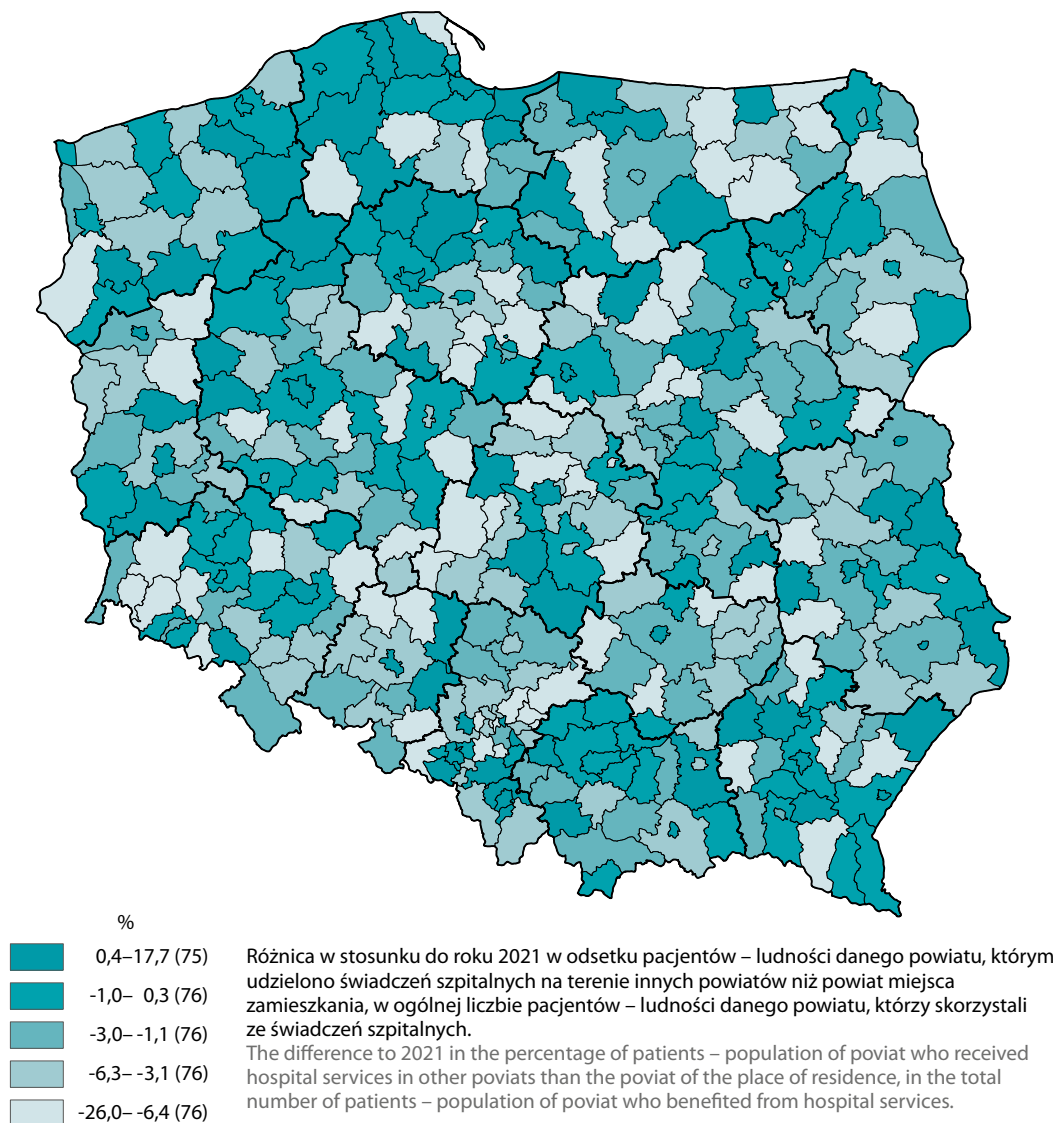 %
0,4–17,7 (75)
-1,0– 0,3 (76)
-3,0– -1,1 (76)
-6,3– -3,1 (76)
-26,0– -6,4 (76)
Różnica w stosunku do roku 2021 w odsetku pacjentów – ludności danego powiatu, którym
udzielono świadczeń szpitalnych na terenie innych powiatów niż powiat miejsca
zamieszkania, w ogólnej liczbie pacjentów – ludności danego powiatu, którzy skorzystali
ze świadczeń szpitalnych.
The difference to 2021 in the percentage of patients – population of poviat who received
hospital services in other poviats than the poviat of the place of residence, in the total
number of patients – population of poviat who benefited from hospital services.